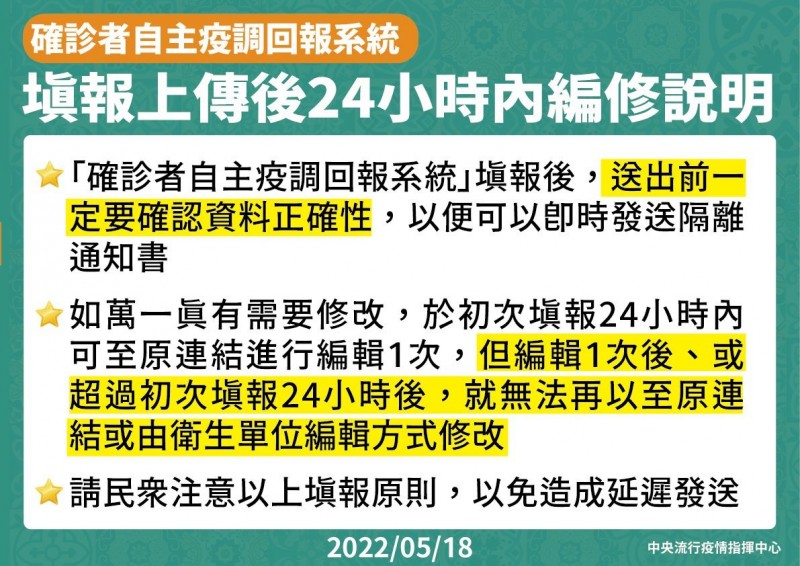 確診者自主疫調回報系統
填報上傳後24小時內編修說明
「確診者自主疫調回報系統」填報後，送出前一
定要確認資料正確性，以便可以即時發送隔離
通知書
如萬一真有需要修改，於初次填報24小時內
可至原連結進行編輯1次，但編輯1次後、或
超過初次填報24小時後，就無法再以至原連
結或由衛生單位編輯方式修改
請民眾注意以上填報原則，以免造成延遲發送
2022/05/18
中央流行疫情指揮中心